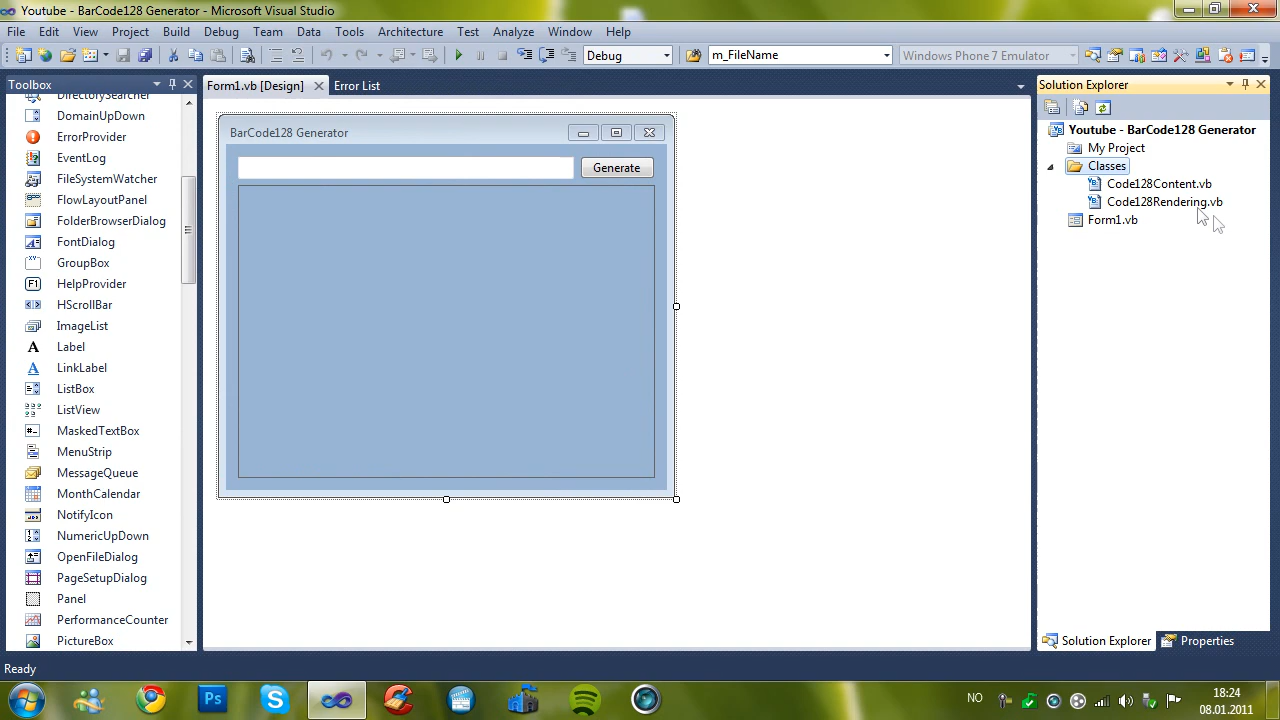 Youtube - BarCode128 Generator - Microsoft Visual Studio
File Edit View Project Build Debug Team Data Tools Architecture Test Analyze Window Help
Debug m_FileName Windows Phone 7 Emulator
Toolbox
Form1.vb [Design] Error List
Solution Explorer
DirectorySearcher
DomainUpDown
ErrorProvider
EventLog
FileSystemWatcher
FlowLayoutPanel
FolderBrowserDialog
FontDialog
GroupBox
HelpProvider
HScrollBar
ImageList
Label
LinkLabel
ListBox
ListView
MaskedTextBox
MenuStrip
MessageQueue
MonthCalendar
NotifyIcon
NumericUpDown
OpenFileDialog
PageSetupDialog
Panel
PerformanceCounter
PictureBox
BarCode128 Generator
Generate
Youtube - BarCode128 Generator
My Project
Classes
Code128Content.vb
Code128Rendering.vb
Form1.vb
Solution Explorer Properties
Ready
Ps
NO
18:24
08.01.2011